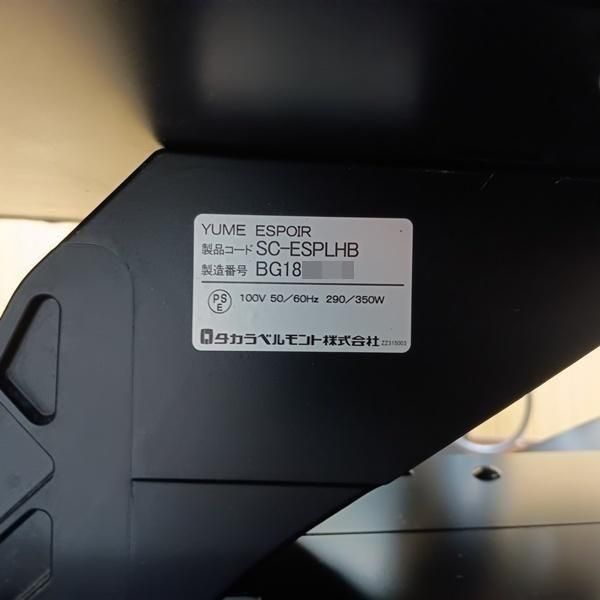 YUME ESPOIR
製品コード SC-ESPLHB
製造番号 BG18
PS E 100V 50/60Hz 290/350W
タカラベルモント株式会社 ZZ315003